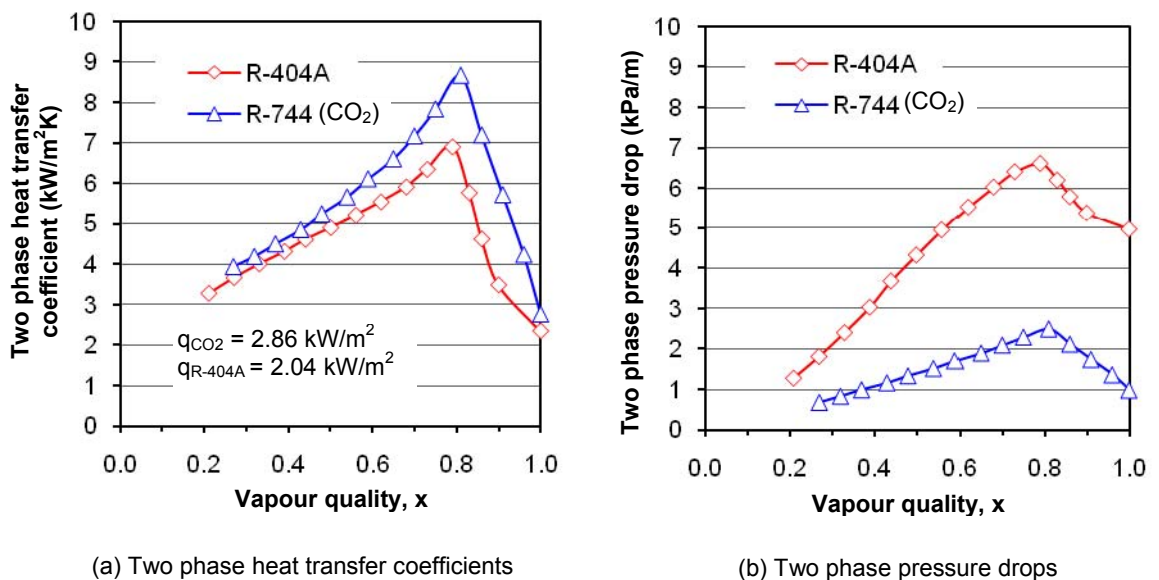 Two phase heat transfer
coefficient (kW/m²K)
10
9
8
7
6
5
4
3
2
1
0
R-404A
R-744 (CO₂)
qCO2 = 2.86 kW/m²
qR-404A = 2.04 kW/m²
0.0 0.2 0.4 0.6 0.8 1.0
Vapour quality, x
(a) Two phase heat transfer coefficients
Two phase pressure drop (kPa/m)
10
9
8
7
6
5
4
3
2
1
0
R-404A
R-744 (CO₂)
0.0 0.2 0.4 0.6 0.8 1.0
Vapour quality, x
(b) Two phase pressure drops